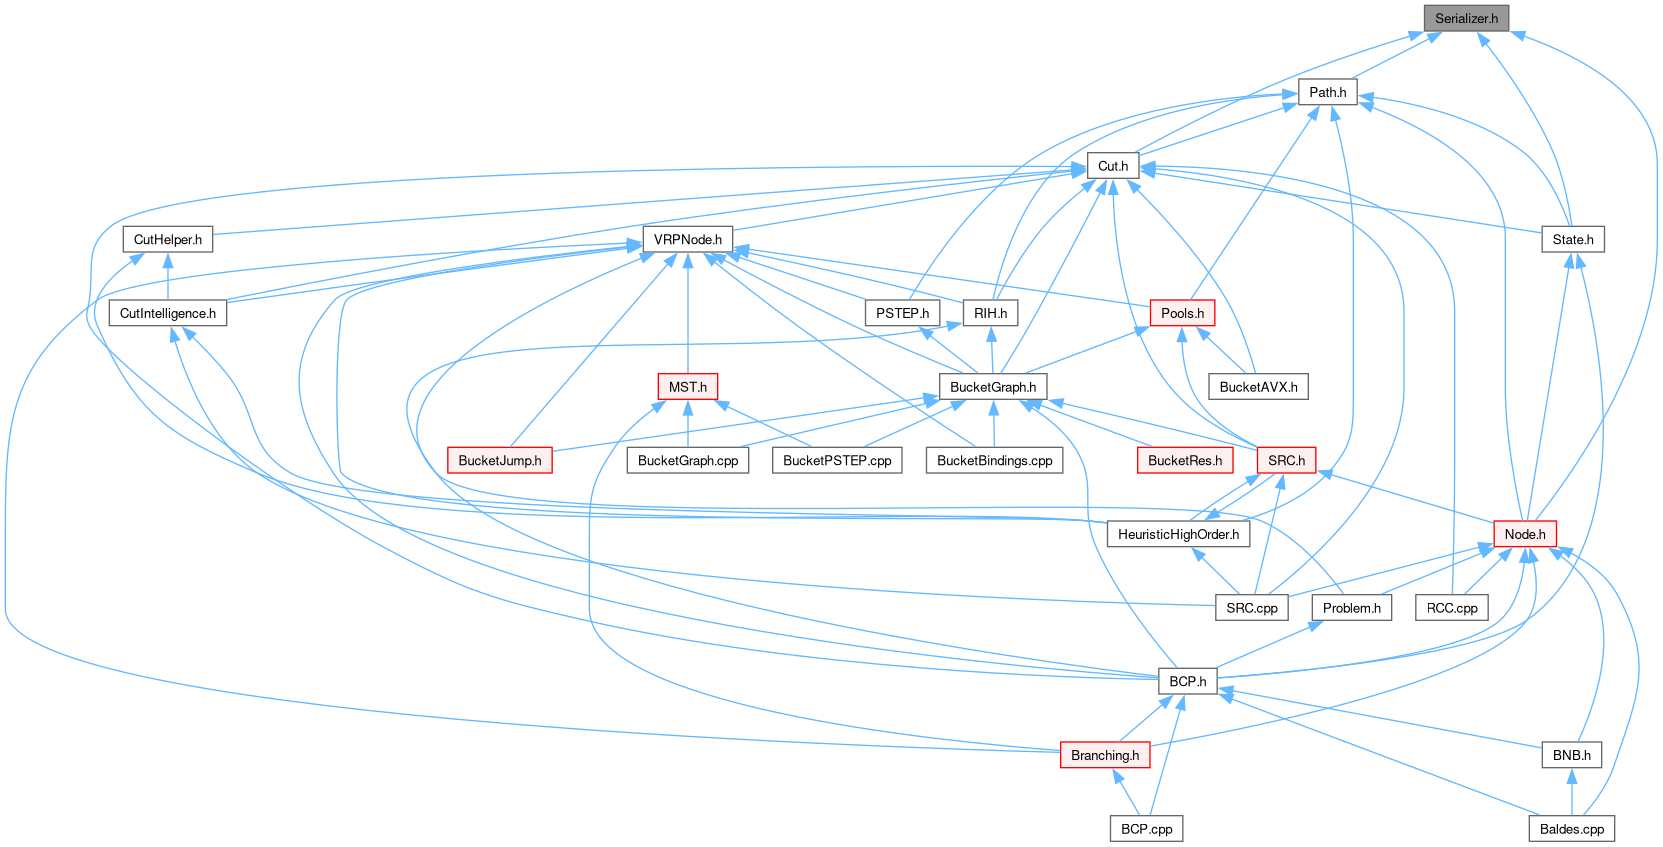 Serializer.h
Path.h
Cut.h
CutHelper.h
VRPNode.h
State.h
CutIntelligence.h
PSTEP.h
RIH.h
Pools.h
MST.h
BucketGraph.h
BucketAVX.h
BucketJump.h
BucketGraph.cpp
BucketPSTEP.cpp
BucketBindings.cpp
BucketRes.h
SRC.h
HeuristicHighOrder.h
Node.h
SRC.cpp
Problem.h
RCC.cpp
BCP.h
Branching.h
BNB.h
BCP.cpp
Baldes.cpp